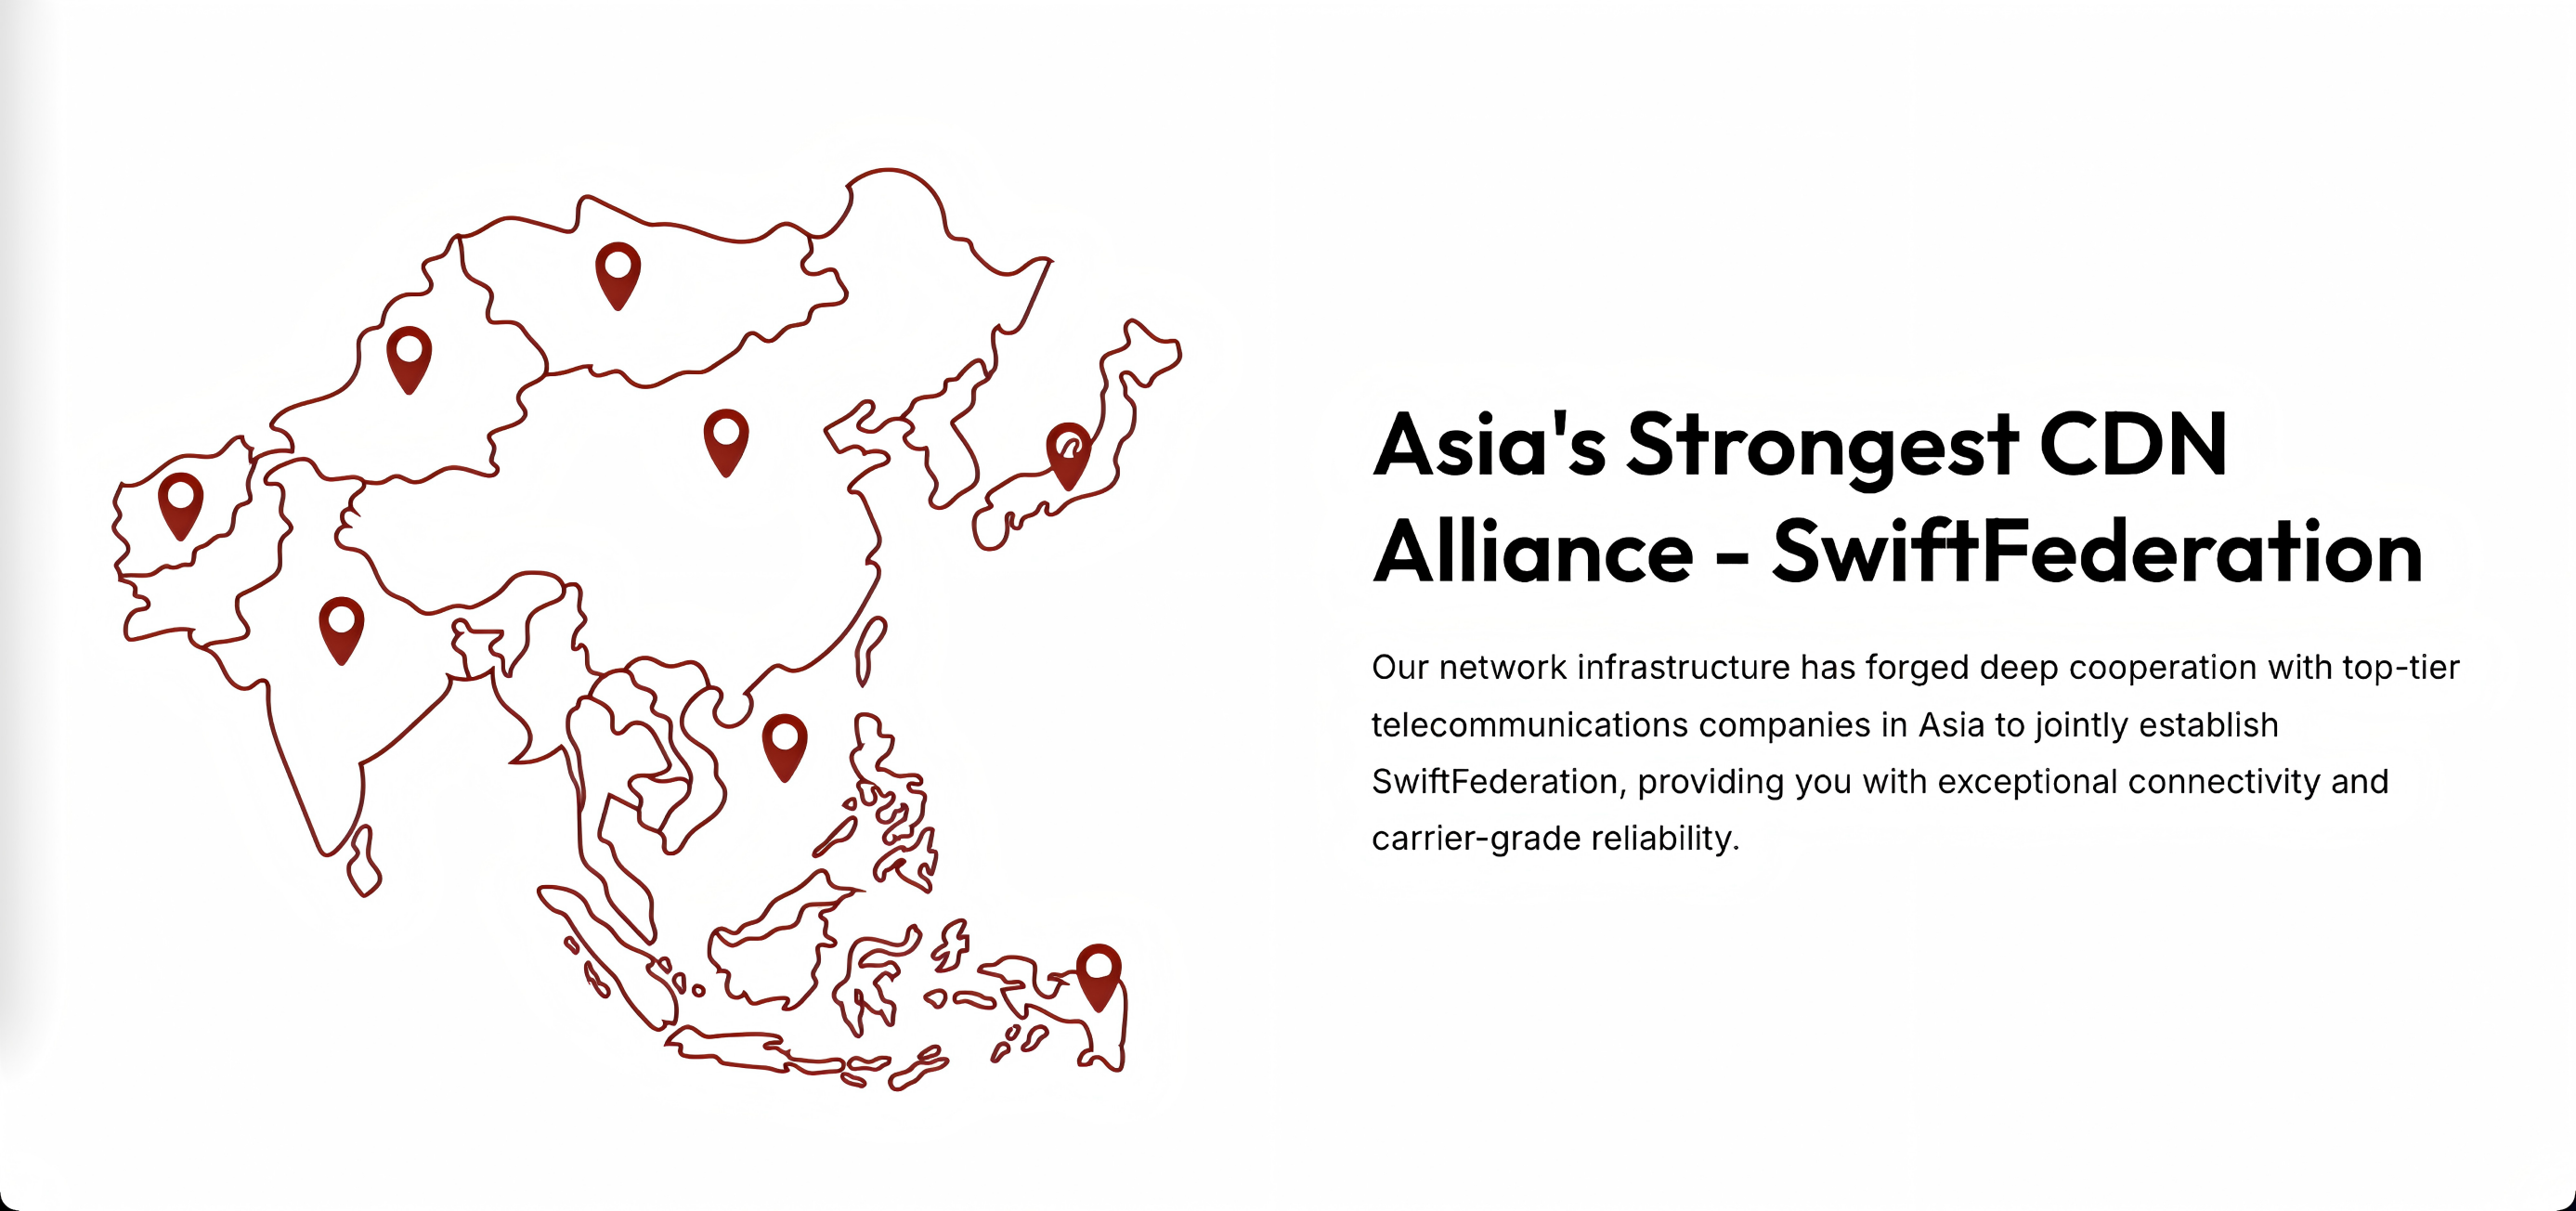 Asia's Strongest CDN
Alliance - SwiftFederation
Our network infrastructure has forged deep cooperation with top-tier
telecommunications companies in Asia to jointly establish
SwiftFederation, providing you with exceptional connectivity and
carrier-grade reliability.